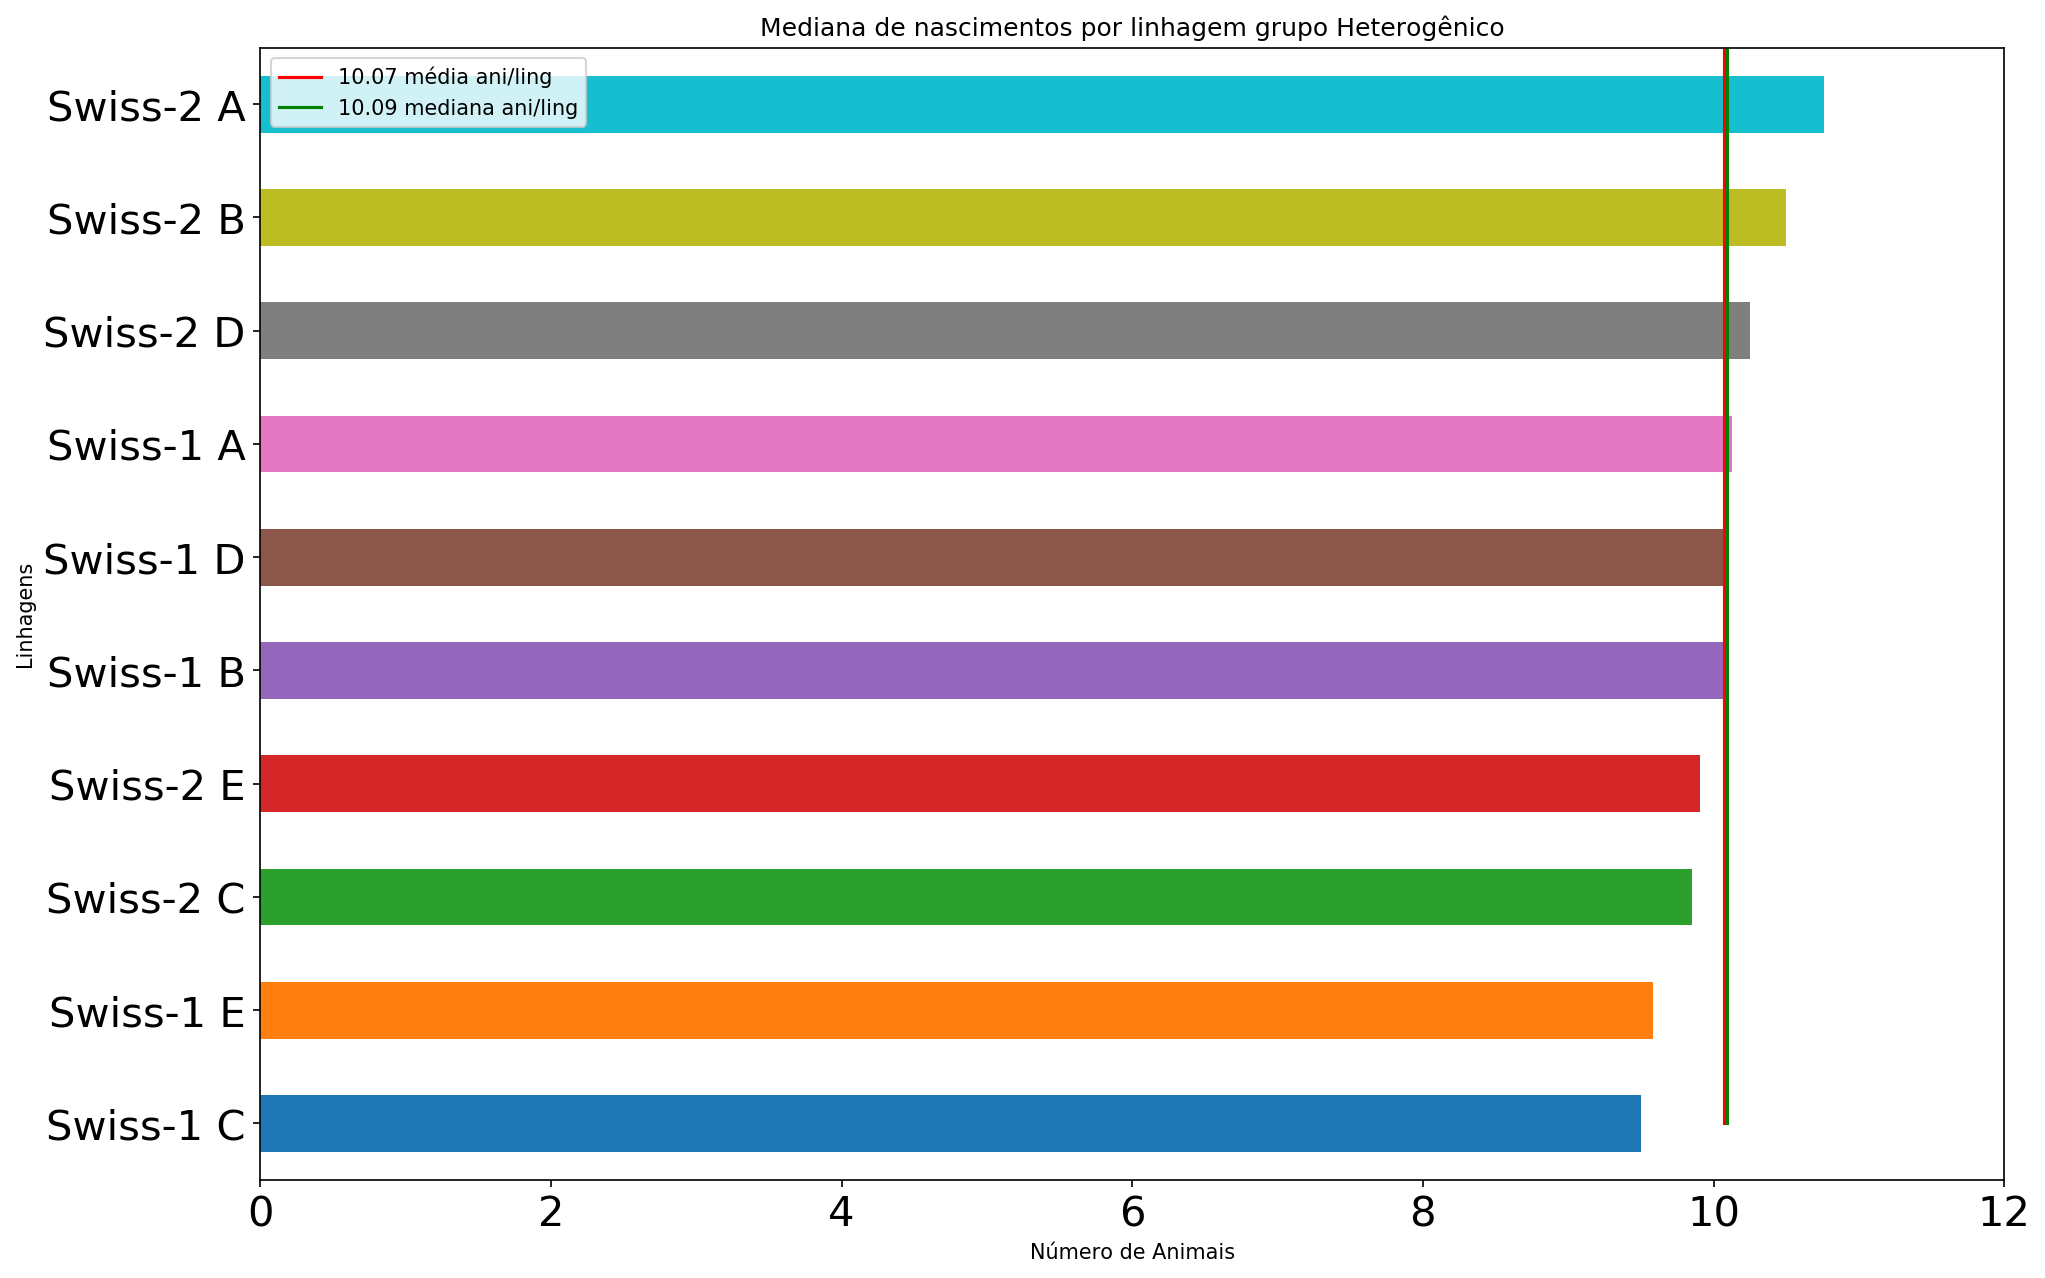 Mediana de nascimentos por linhagem grupo Heterogênico
10.07 média ani/ling
10.09 mediana ani/ling
Swiss-2 A
Swiss-2 B
Swiss-2 D
Swiss-1 A
Swiss-1 D
Swiss-1 B
Swiss-2 E
Swiss-2 C
Swiss-1 E
Swiss-1 C
Linhagens
0 2 4 6 8 10 12
Número de Animais